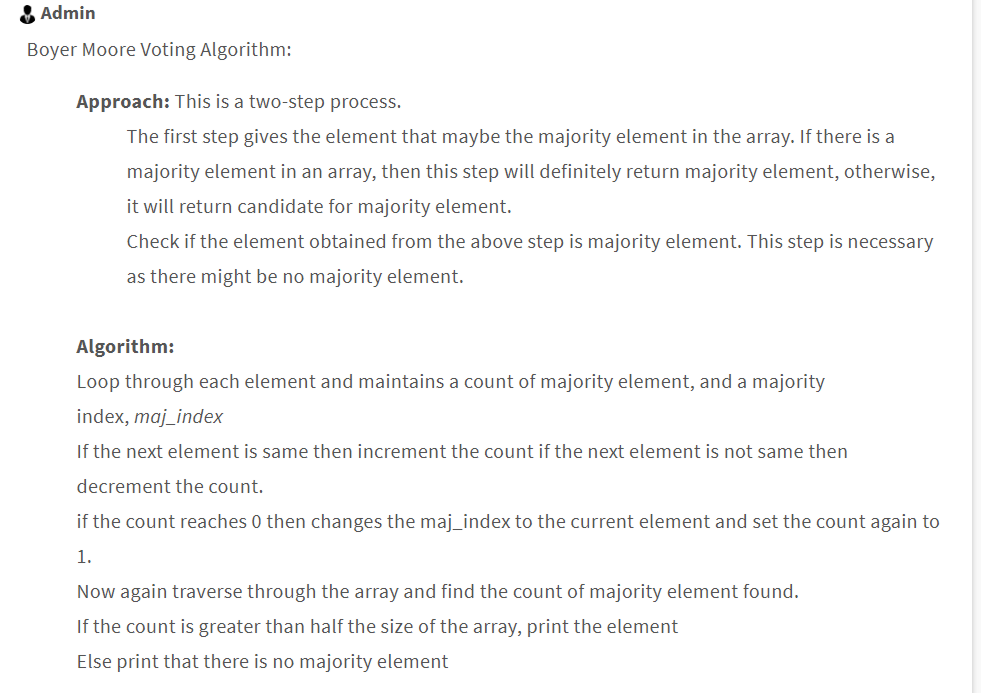 Admin
Boyer Moore Voting Algorithm:
Approach: This is a two-step process.
The first step gives the element that maybe the majority element in the array. If there is a
majority element in an array, then this step will definitely return majority element, otherwise,
it will return candidate for majority element.
Check if the element obtained from the above step is majority element. This step is necessary
as there might be no majority element.
Algorithm:
Loop through each element and maintains a count of majority element, and a majority
index, maj_index
If the next element is same then increment the count if the next element is not same then
decrement the count.
if the count reaches 0 then changes the maj_index to the current element and set the count again to
1.
Now again traverse through the array and find the count of majority element found.
If the count is greater than half the size of the array, print the element
Else print that there is no majority element